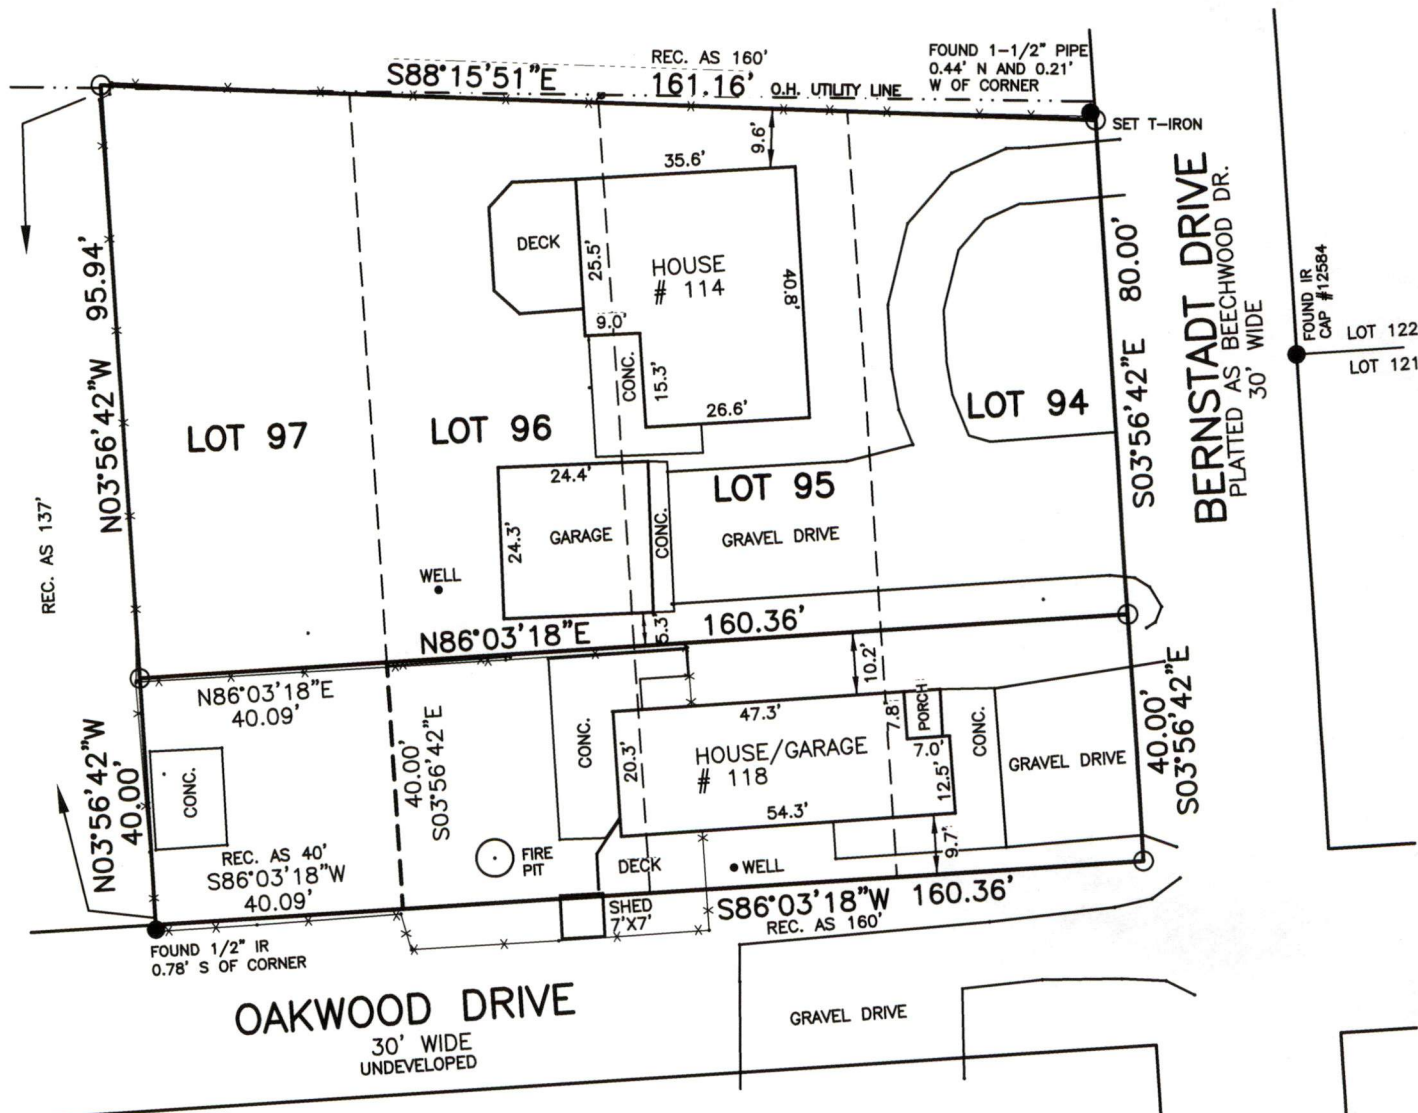 REC. AS 160'
S88°15'51"E 161.16'
O.H. UTILITY LINE
FOUND 1-1/2" PIPE
0.44' N AND 0.21'
W OF CORNER
SET T-IRON
9.6'
35.6'
DECK
25.5'
HOUSE
# 114
40.8'
9.0'
CONC.
15.3'
26.6'
N03°56'42"W 95.94'
REC. AS 137'
LOT 97
LOT 96
LOT 95
LOT 94
S03°56'42"E 80.00'
BERNSTADT DRIVE
PLATTED AS BEECHWOOD DR.
30' WIDE
FOUND IR
CAP #12584
LOT 122
LOT 121
24.4'
24.3'
GARAGE
CONC.
GRAVEL DRIVE
WELL
5.3'
N86°03'18"E 160.36'
10.2'
N86°03'18"E
40.09'
N03°56'42"W
40.00'
CONC.
40.00'
S03°56'42"E
CONC.
47.3'
20.3'
HOUSE/GARAGE
# 118
54.3'
7.8'
PORCH
7.0'
12.5'
CONC.
GRAVEL DRIVE
40.00'
S03°56'42"E
REC. AS 40'
S86°03'18"W
40.09'
FIRE
PIT
DECK
WELL
9.7'
SHED
7'X7'
S86°03'18"W 160.36'
REC. AS 160'
FOUND 1/2" IR
0.78' S OF CORNER
OAKWOOD DRIVE
30' WIDE
UNDEVELOPED
GRAVEL DRIVE